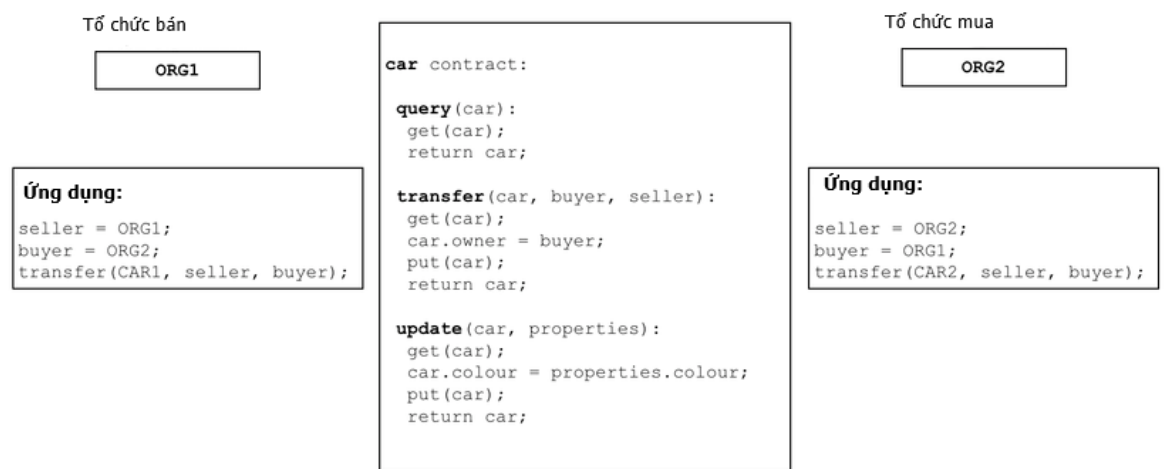 Tổ chức bán
ORG1
Ứng dụng:
seller = ORG1;
buyer = ORG2;
transfer(CAR1, seller, buyer);
car contract:
query(car):
get(car);
return car;
transfer(car, buyer, seller):
get(car);
car.owner = buyer;
put(car);
return car;
update(car, properties):
get(car);
car.colour = properties.colour;
put(car);
return car;
Tổ chức mua
ORG2
Ứng dụng:
seller = ORG2;
buyer = ORG1;
transfer(CAR2, seller, buyer);